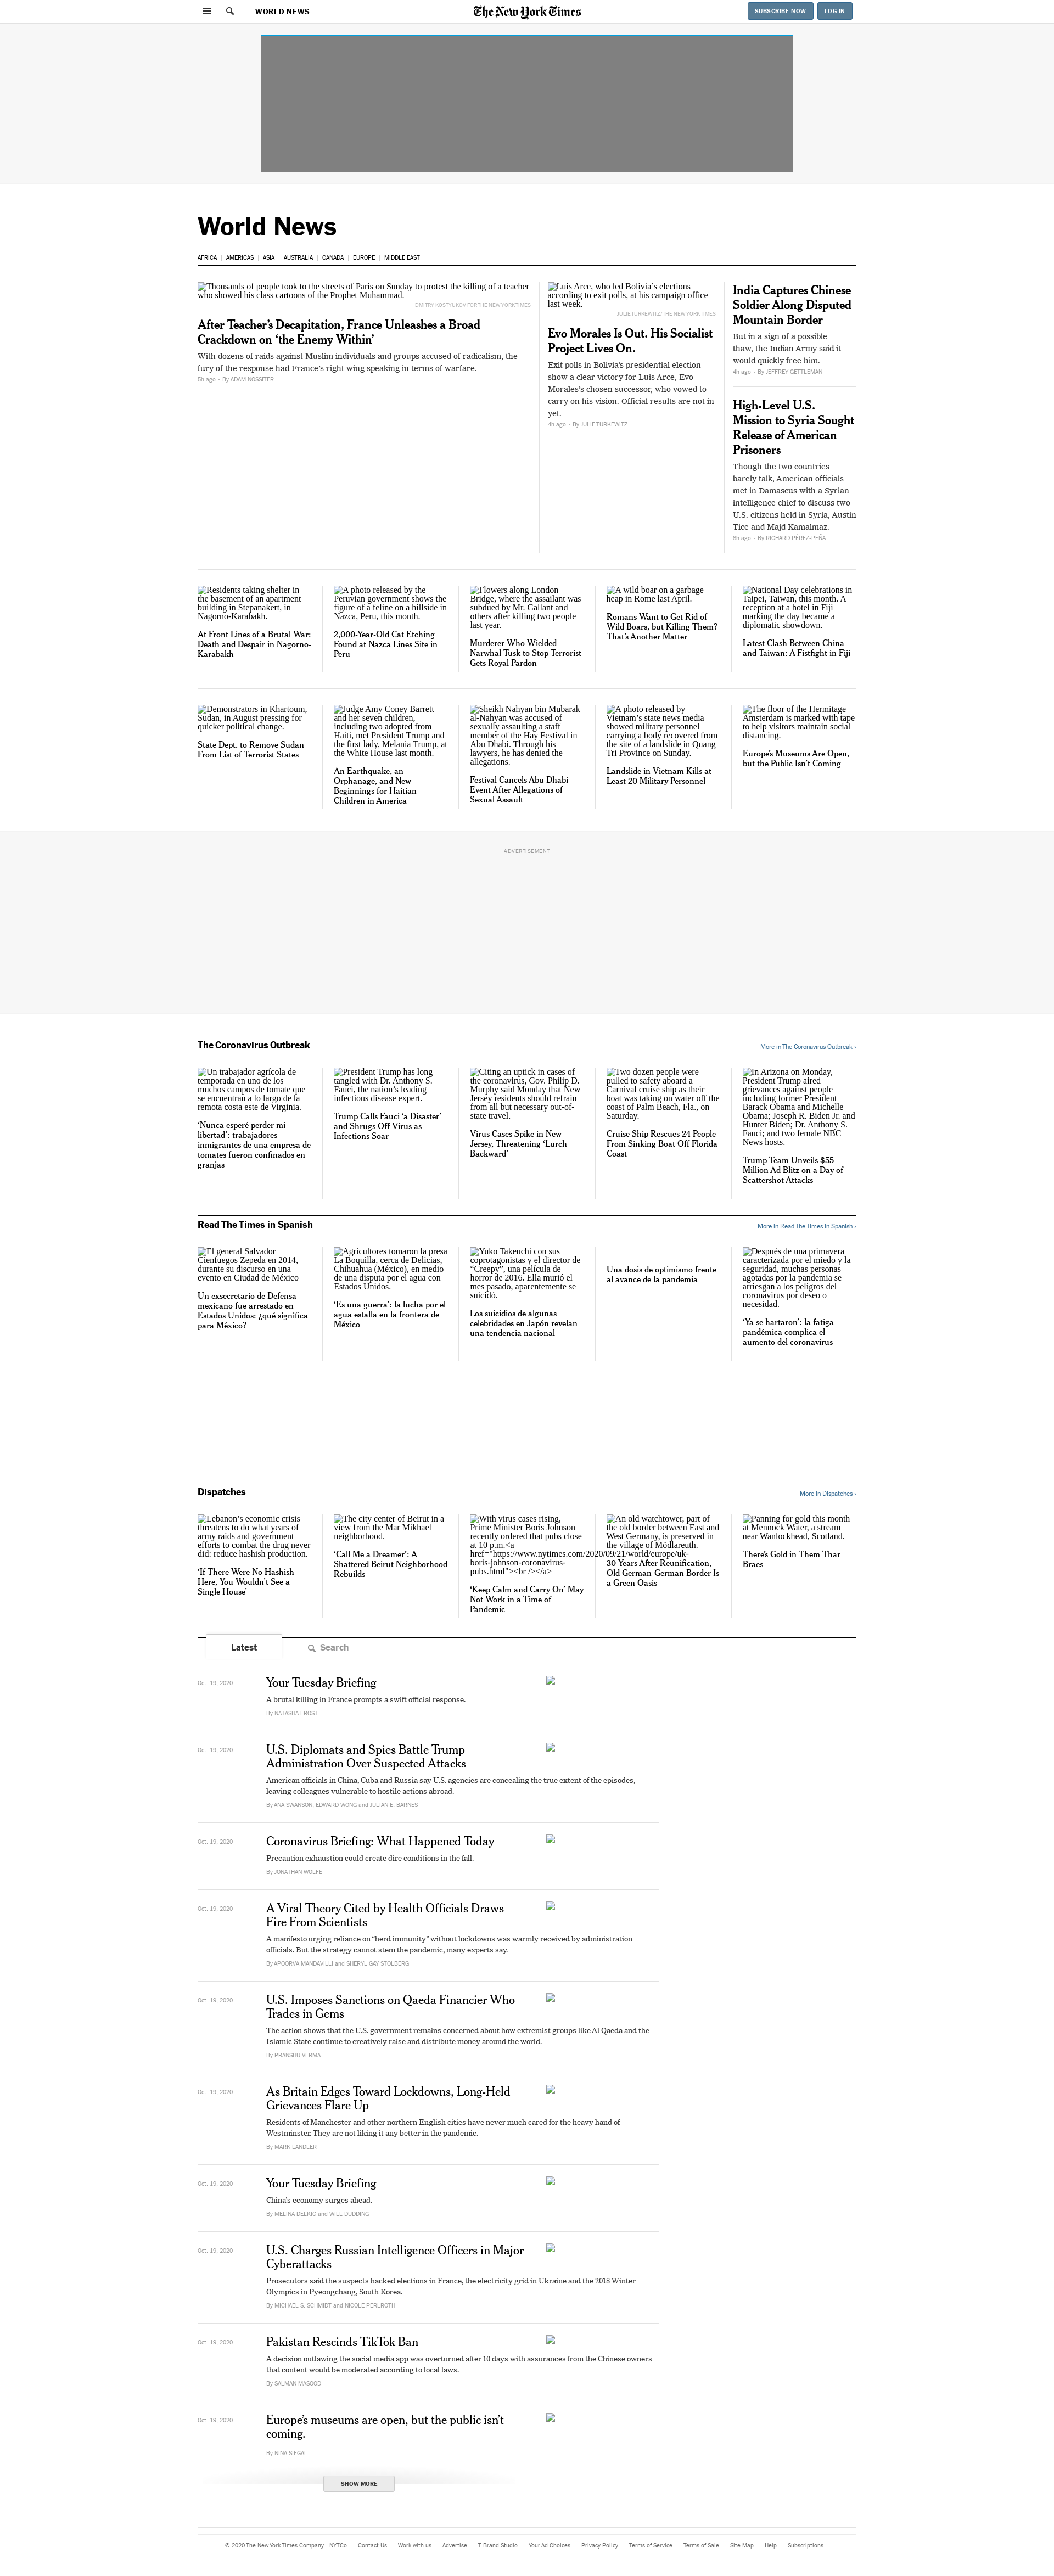 WORLD NEWS
The New York Times
SUBSCRIBE NOW
LOG IN
World News
AFRICA
AMERICAS
ASIA
AUSTRALIA
CANADA
EUROPE
MIDDLE EAST
Thousands of people took to the streets of Paris on Sunday to protest the killing of a teacher
who showed his class cartoons of the Prophet Muhammad.
DMITRY KOSTYUKOV FOR THE NEW YORK TIMES
After Teacher’s Decapitation, France Unleashes a Broad
Crackdown on ‘the Enemy Within’
With dozens of raids against Muslim individuals and groups accused of radicalism, the
fury of the response had France’s right wing speaking in terms of warfare.
5h ago
By ADAM NOSSITER
Luis Arce, who led Bolivia’s elections
according to exit polls, at his campaign office
last week.
JULIE TURKEWITZ/THE NEW YORK TIMES
Evo Morales Is Out. His Socialist
Project Lives On.
Exit polls in Bolivia’s presidential election
show a clear victory for Luis Arce, Evo
Morales’s chosen successor, who vowed to
carry on his vision. Official results are not in
yet.
4h ago
By JULIE TURKEWITZ
India Captures Chinese
Soldier Along Disputed
Mountain Border
But in a sign of a possible
thaw, the Indian Army said it
would quickly free him.
4h ago
By JEFFREY GETTLEMAN
High-Level U.S.
Mission to Syria Sought
Release of American
Prisoners
Though the two countries
barely talk, American officials
met in Damascus with a Syrian
intelligence chief to discuss two
U.S. citizens held in Syria, Austin
Tice and Majd Kamalmaz.
8h ago
By RICHARD PÉREZ-PEÑA
Residents taking shelter in
the basement of an apartment
building in Stepanakert, in
Nagorno-Karabakh.
At Front Lines of a Brutal War:
Death and Despair in Nagorno-
Karabakh
A photo released by the
Peruvian government shows the
figure of a feline on a hillside in
Nazca, Peru, this month.
2,000-Year-Old Cat Etching
Found at Nazca Lines Site in
Peru
Flowers along London
Bridge, where the assailant was
subdued by Mr. Gallant and
others after killing two people
last year.
Murderer Who Wielded
Narwhal Tusk to Stop Terrorist
Gets Royal Pardon
A wild boar on a garbage
heap in Rome last April.
Romans Want to Get Rid of
Wild Boars, but Killing Them?
That’s Another Matter
National Day celebrations in
Taipei, Taiwan, this month. A
reception at a hotel in Fiji
marking the day became a
diplomatic showdown.
Latest Clash Between China
and Taiwan: A Fistfight in Fiji
Demonstrators in Khartoum,
Sudan, in August pressing for
quicker political change.
State Dept. to Remove Sudan
From List of Terrorist States
Judge Amy Coney Barrett
and her seven children,
including two adopted from
Haiti, met President Trump and
the first lady, Melania Trump, at
the White House last month.
An Earthquake, an
Orphanage, and New
Beginnings for Haitian
Children in America
Sheikh Nahyan bin Mubarak
al-Nahyan was accused of
sexually assaulting a staff
member of the Hay Festival in
Abu Dhabi. Through his
lawyers, he has denied the
allegations.
Festival Cancels Abu Dhabi
Event After Allegations of
Sexual Assault
A photo released by
Vietnam’s state news media
showed military personnel
carrying a body recovered from
the site of a landslide in Quang
Tri Province on Sunday.
Landslide in Vietnam Kills at
Least 20 Military Personnel
The floor of the Hermitage
Amsterdam is marked with tape
to help visitors maintain social
distancing.
Europe’s Museums Are Open,
but the Public Isn’t Coming
ADVERTISEMENT
The Coronavirus Outbreak
More in The Coronavirus Outbreak ›
Un trabajador agrícola de
temporada en uno de los
muchos campos de tomate que
se encuentran a lo largo de la
remota costa este de Virginia.
‘Nunca esperé perder mi
libertad’: trabajadores
inmigrantes de una empresa de
tomates fueron confinados en
granjas
President Trump has long
tangled with Dr. Anthony S.
Fauci, the nation’s leading
infectious disease expert.
Trump Calls Fauci ‘a Disaster’
and Shrugs Off Virus as
Infections Soar
Citing an uptick in cases of
the coronavirus, Gov. Philip D.
Murphy said Monday that New
Jersey residents should refrain
from all but necessary out-of-
state travel.
Virus Cases Spike in New
Jersey, Threatening ‘Lurch
Backward’
Two dozen people were
pulled to safety aboard a
Carnival cruise ship as their
boat was taking on water off the
coast of Palm Beach, Fla., on
Saturday.
Cruise Ship Rescues 24 People
From Sinking Boat Off Florida
Coast
In Arizona on Monday,
President Trump aired
grievances against people
including former President
Barack Obama and Michelle
Obama; Joseph R. Biden Jr. and
Hunter Biden; Dr. Anthony S.
Fauci; and two female NBC
News hosts.
Trump Team Unveils $55
Million Ad Blitz on a Day of
Scattershot Attacks
Read The Times in Spanish
More in Read The Times in Spanish ›
El general Salvador
Cienfuegos Zepeda en 2014,
durante su discurso en una
evento en Ciudad de México
Un exsecretario de Defensa
mexicano fue arrestado en
Estados Unidos: ¿qué significa
para México?
Agricultores tomaron la presa
La Boquilla, cerca de Delicias,
Chihuahua (México), en medio
de una disputa por el agua con
Estados Unidos.
‘Es una guerra’: la lucha por el
agua estalla en la frontera de
México
Yuko Takeuchi con sus
coprotagonistas y el director de
“Creepy”, una película de
horror de 2016. Ella murió el
mes pasado, aparentemente se
suicidó.
Los suicidios de algunas
celebridades en Japón revelan
una tendencia nacional
Una dosis de optimismo frente
al avance de la pandemia
Después de una primavera
caracterizada por el miedo y la
seguridad, muchas personas
agotadas por la pandemia se
arriesgan a los peligros del
coronavirus por deseo o
necesidad.
‘Ya se hartaron’: la fatiga
pandémica complica el
aumento del coronavirus
Dispatches
More in Dispatches ›
Lebanon’s economic crisis
threatens to do what years of
army raids and government
efforts to combat the drug never
did: reduce hashish production.
‘If There Were No Hashish
Here, You Wouldn’t See a
Single House’
The city center of Beirut in a
view from the Mar Mikhael
neighborhood.
‘Call Me a Dreamer’: A
Shattered Beirut Neighborhood
Rebuilds
With virus cases rising,
Prime Minister Boris Johnson
recently ordered that pubs close
at 10 p.m.<a
href="https://www.nytimes.com/2020/09/21/world/europe/uk-
boris-johnson-coronavirus-
pubs.html"><br /></a>
‘Keep Calm and Carry On’ May
Not Work in a Time of
Pandemic
An old watchtower, part of
the old border between East and
West Germany, is preserved in
the village of Mödlareuth.
30 Years After Reunification,
Old German-German Border Is
a Green Oasis
Panning for gold this month
at Mennock Water, a stream
near Wanlockhead, Scotland.
There’s Gold in Them Thar
Braes
Latest
Search
Oct. 19, 2020
Your Tuesday Briefing
A brutal killing in France prompts a swift official response.
By NATASHA FROST
Oct. 19, 2020
U.S. Diplomats and Spies Battle Trump
Administration Over Suspected Attacks
American officials in China, Cuba and Russia say U.S. agencies are concealing the true extent of the episodes,
leaving colleagues vulnerable to hostile actions abroad.
By ANA SWANSON, EDWARD WONG and JULIAN E. BARNES
Oct. 19, 2020
Coronavirus Briefing: What Happened Today
Precaution exhaustion could create dire conditions in the fall.
By JONATHAN WOLFE
Oct. 19, 2020
A Viral Theory Cited by Health Officials Draws
Fire From Scientists
A manifesto urging reliance on “herd immunity” without lockdowns was warmly received by administration
officials. But the strategy cannot stem the pandemic, many experts say.
By APOORVA MANDAVILLI and SHERYL GAY STOLBERG
Oct. 19, 2020
U.S. Imposes Sanctions on Qaeda Financier Who
Trades in Gems
The action shows that the U.S. government remains concerned about how extremist groups like Al Qaeda and the
Islamic State continue to creatively raise and distribute money around the world.
By PRANSHU VERMA
Oct. 19, 2020
As Britain Edges Toward Lockdowns, Long-Held
Grievances Flare Up
Residents of Manchester and other northern English cities have never much cared for the heavy hand of
Westminster. They are not liking it any better in the pandemic.
By MARK LANDLER
Oct. 19, 2020
Your Tuesday Briefing
China’s economy surges ahead.
By MELINA DELKIC and WILL DUDDING
Oct. 19, 2020
U.S. Charges Russian Intelligence Officers in Major
Cyberattacks
Prosecutors said the suspects hacked elections in France, the electricity grid in Ukraine and the 2018 Winter
Olympics in Pyeongchang, South Korea.
By MICHAEL S. SCHMIDT and NICOLE PERLROTH
Oct. 19, 2020
Pakistan Rescinds TikTok Ban
A decision outlawing the social media app was overturned after 10 days with assurances from the Chinese owners
that content would be moderated according to local laws.
By SALMAN MASOOD
Oct. 19, 2020
Europe’s museums are open, but the public isn’t
coming.
By NINA SIEGAL
SHOW MORE
© 2020 The New York Times Company
NYTCo
Contact Us
Work with us
Advertise
T Brand Studio
Your Ad Choices
Privacy Policy
Terms of Service
Terms of Sale
Site Map
Help
Subscriptions